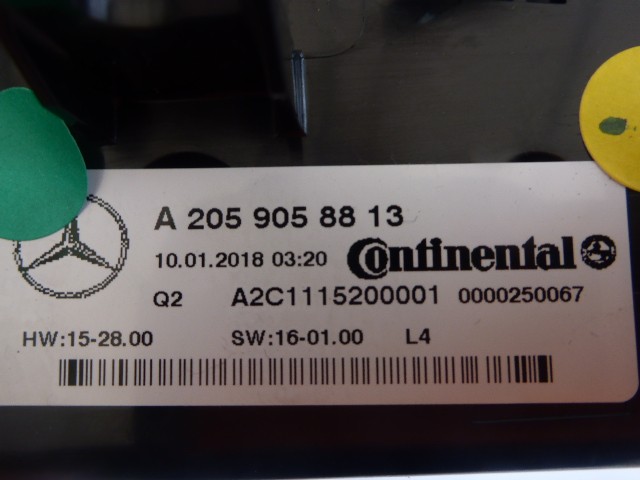 A 205 905 88 13
10.01.2018 03:20 Continental
Q2 A2C1115200001 0000250067
HW:15-28.00 SW:16-01.00 L4